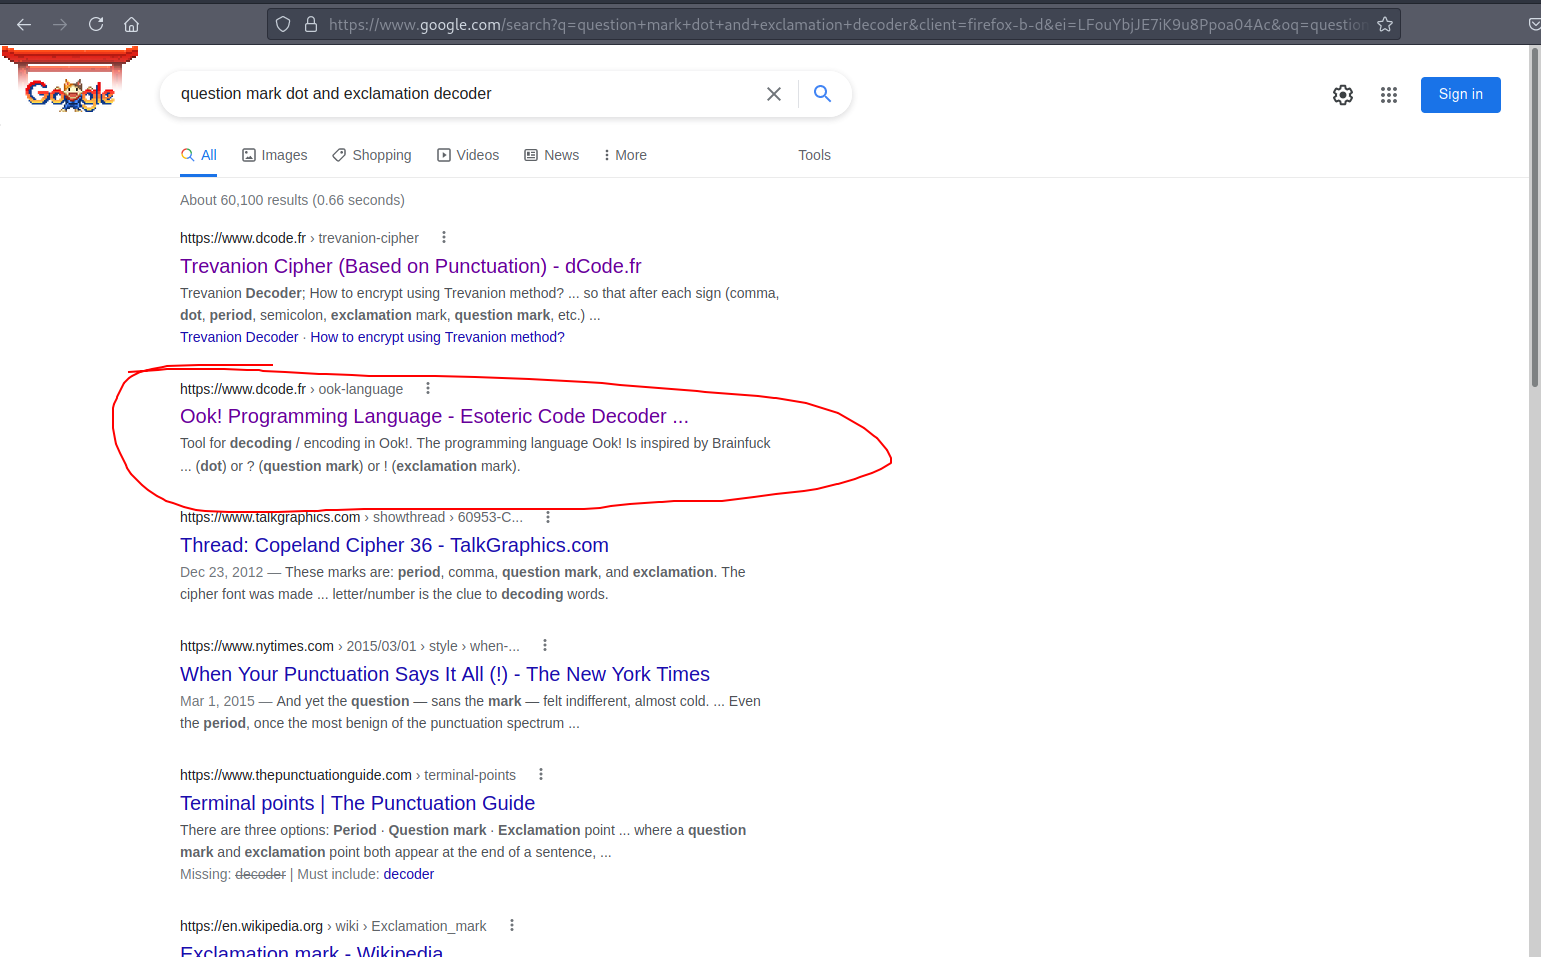 https://www.google.com/search?q=question+mark+dot+and+exclamation+decoder&client=firefox-b-d&ei=LFouYbjJE7iK9u8Ppoa04Ac&oq=question
Google
question mark dot and exclamation decoder
Sign in
All Images Shopping Videos News More Tools
About 60,100 results (0.66 seconds)
https://www.dcode.fr › trevanion-cipher
Trevanion Cipher (Based on Punctuation) - dCode.fr
Trevanion Decoder; How to encrypt using Trevanion method? ... so that after each sign (comma,
dot, period, semicolon, exclamation mark, question mark, etc.) ...
Trevanion Decoder · How to encrypt using Trevanion method?
https://www.dcode.fr › ook-language
Ook! Programming Language - Esoteric Code Decoder ...
Tool for decoding / encoding in Ook!. The programming language Ook! Is inspired by Brainfuck
... (dot) or ? (question mark) or ! (exclamation mark).
https://www.talkgraphics.com › showthread › 60953-C...
Thread: Copeland Cipher 36 - TalkGraphics.com
Dec 23, 2012 — These marks are: period, comma, question mark, and exclamation. The
cipher font was made ... letter/number is the clue to decoding words.
https://www.nytimes.com › 2015/03/01 › style › when-...
When Your Punctuation Says It All (!) - The New York Times
Mar 1, 2015 — And yet the question — sans the mark — felt indifferent, almost cold. ... Even
the period, once the most benign of the punctuation spectrum ...
https://www.thepunctuationguide.com › terminal-points
Terminal points | The Punctuation Guide
There are three options: Period · Question mark · Exclamation point ... where a question
mark and exclamation point both appear at the end of a sentence, ...
Missing: decoder | Must include: decoder
https://en.wikipedia.org › wiki › Exclamation_mark
Exclamation mark - Wikipedia